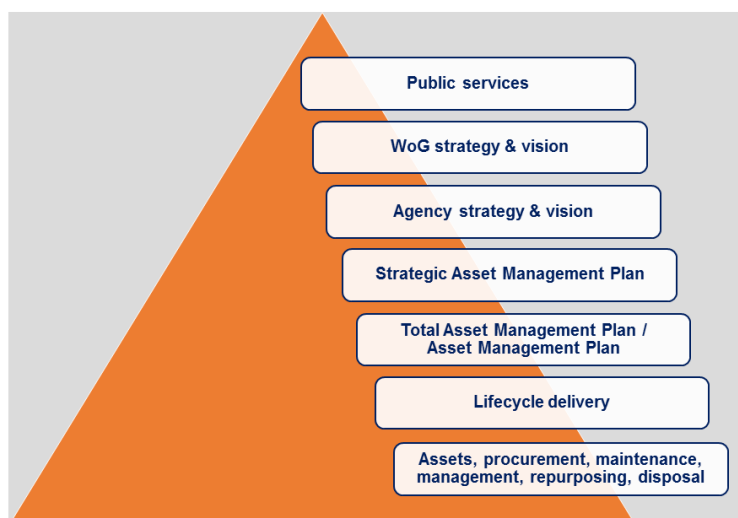 Public services
WoG strategy & vision
Agency strategy & vision
Strategic Asset Management Plan
Total Asset Management Plan /
Asset Management Plan
Lifecycle delivery
Assets, procurement, maintenance,
management, repurposing, disposal